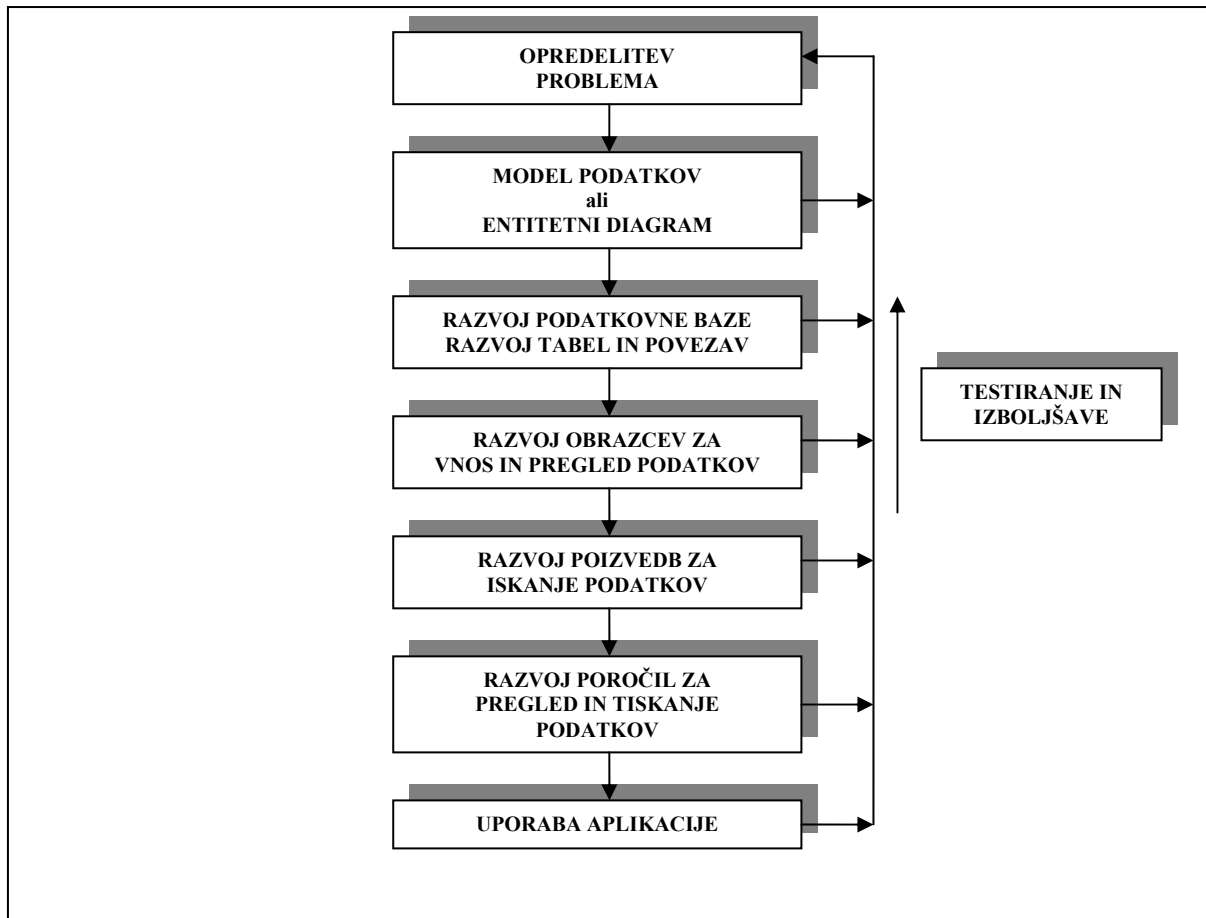 OPREDELITEV
PROBLEMA
MODEL PODATKOV
ali
ENTITETNI DIAGRAM
RAZVOJ PODATKOVNE BAZE
RAZVOJ TABEL IN POVEZAV
RAZVOJ OBRAZCEV ZA
VNOS IN PREGLED PODATKOV
RAZVOJ POIZVEDB ZA
ISKANJE PODATKOV
RAZVOJ POROČIL ZA
PREGLED IN TISKANJE
PODATKOV
UPORABA APLIKACIJE
TESTIRANJE IN
IZBOLJŠAVE